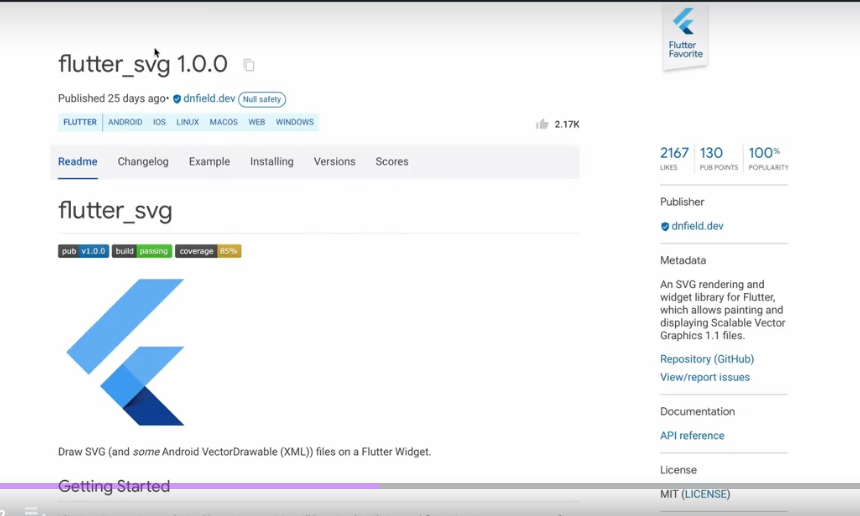 flutter_svg 1.0.0
Flutter
Favorite
Published 25 days ago• dnfield.dev Null safety
FLUTTER ANDROID IOS LINUX MACOS WEB WINDOWS
2.17K
Readme Changelog Example Installing Versions Scores
2167 130 100%
LIKES PUB POINTS POPULARITY
flutter_svg
pub v1.0.0 build passing coverage 85%
Draw SVG (and some Android VectorDrawable (XML)) files on a Flutter Widget.
Getting Started
Publisher
dnfield.dev
Metadata
An SVG rendering and
widget library for Flutter,
which allows painting and
displaying Scalable Vector
Graphics 1.1 files.
Repository (GitHub)
View/report issues
Documentation
API reference
License
MIT (LICENSE)